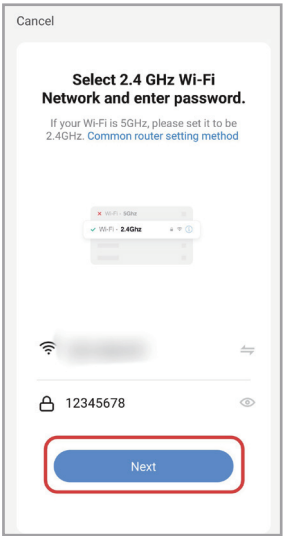 Cancel
Select 2.4 GHz Wi-Fi
Network and enter password.
If your Wi-Fi is 5GHz, please set it to be
2.4GHz. Common router setting method
Wi-Fi - 5Ghz
Wi-Fi - 2.4Ghz
12345678
Next